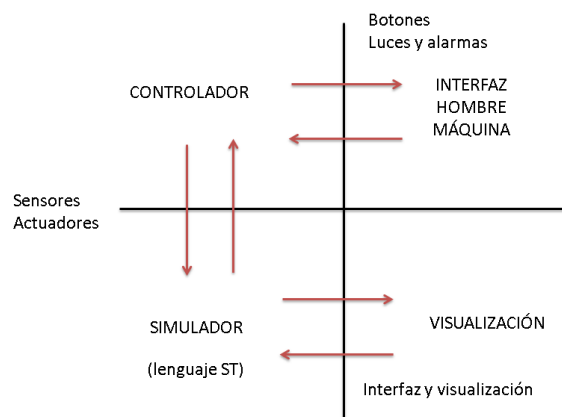 Botones
Luces y alarmas
CONTROLADOR
INTERFAZ
HOMBRE
MÁQUINA
Sensores
Actuadores
SIMULADOR
(lenguaje ST)
VISUALIZACIÓN
Interfaz y visualización